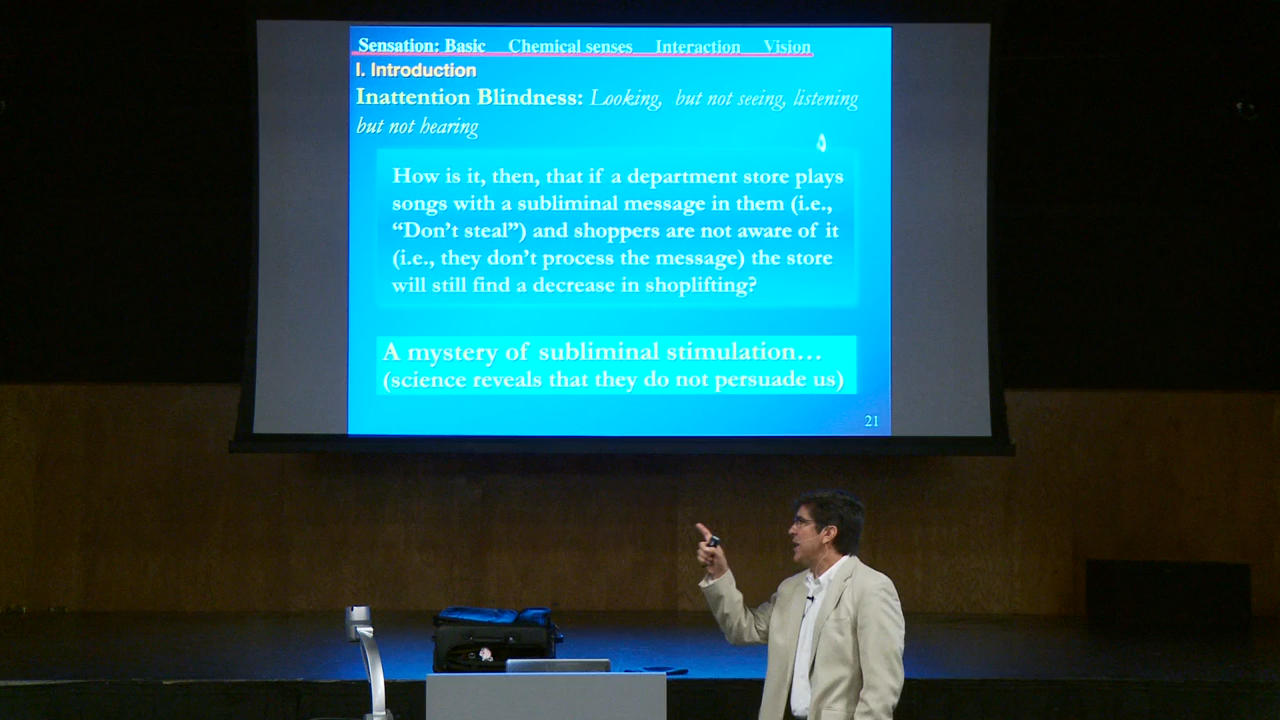 Sensation: Basic Chemical senses Interaction Vision
I. Introduction
Inattention Blindness: Looking, but not seeing, listening
but not hearing
How is it, then, that if a department store plays
songs with a subliminal message in them (i.e.,
“Don’t steal”) and shoppers are not aware of it
(i.e., they don’t process the message) the store
will still find a decrease in shoplifting?
A mystery of subliminal stimulation…
(science reveals that they do not persuade us)
21